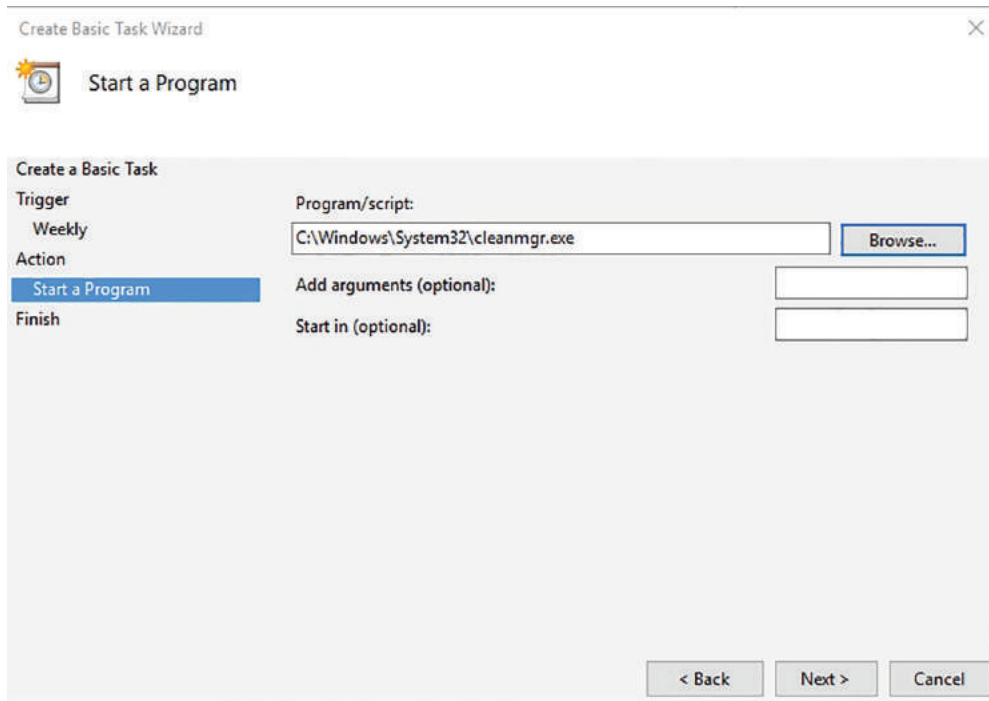 Create Basic Task Wizard
Start a Program
Create a Basic Task
Trigger
Weekly
Action
Start a Program
Finish
Program/script:
C:\Windows\System32\cleanmgr.exe
Browse...
Add arguments (optional):
Start in (optional):
< Back
Next >
Cancel